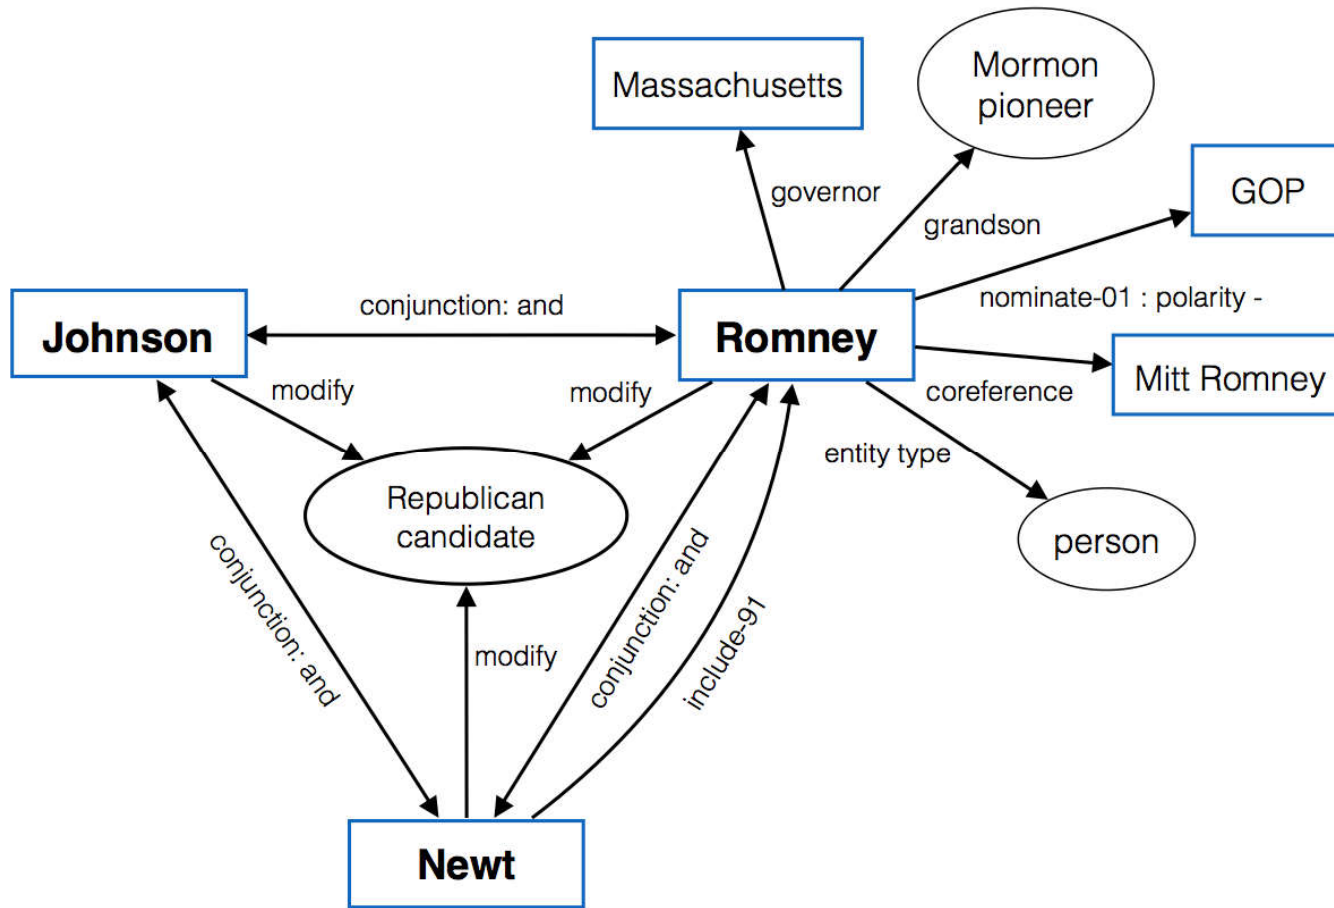 Massachusetts
Mormon
pioneer
GOP
governor
grandson
nominate-01 : polarity -
conjunction: and
Johnson
Romney
Mitt Romney
modify
modify
coreference
entity type
Republican
candidate
person
conjunction: and
conjunction: and
include-91
modify
Newt